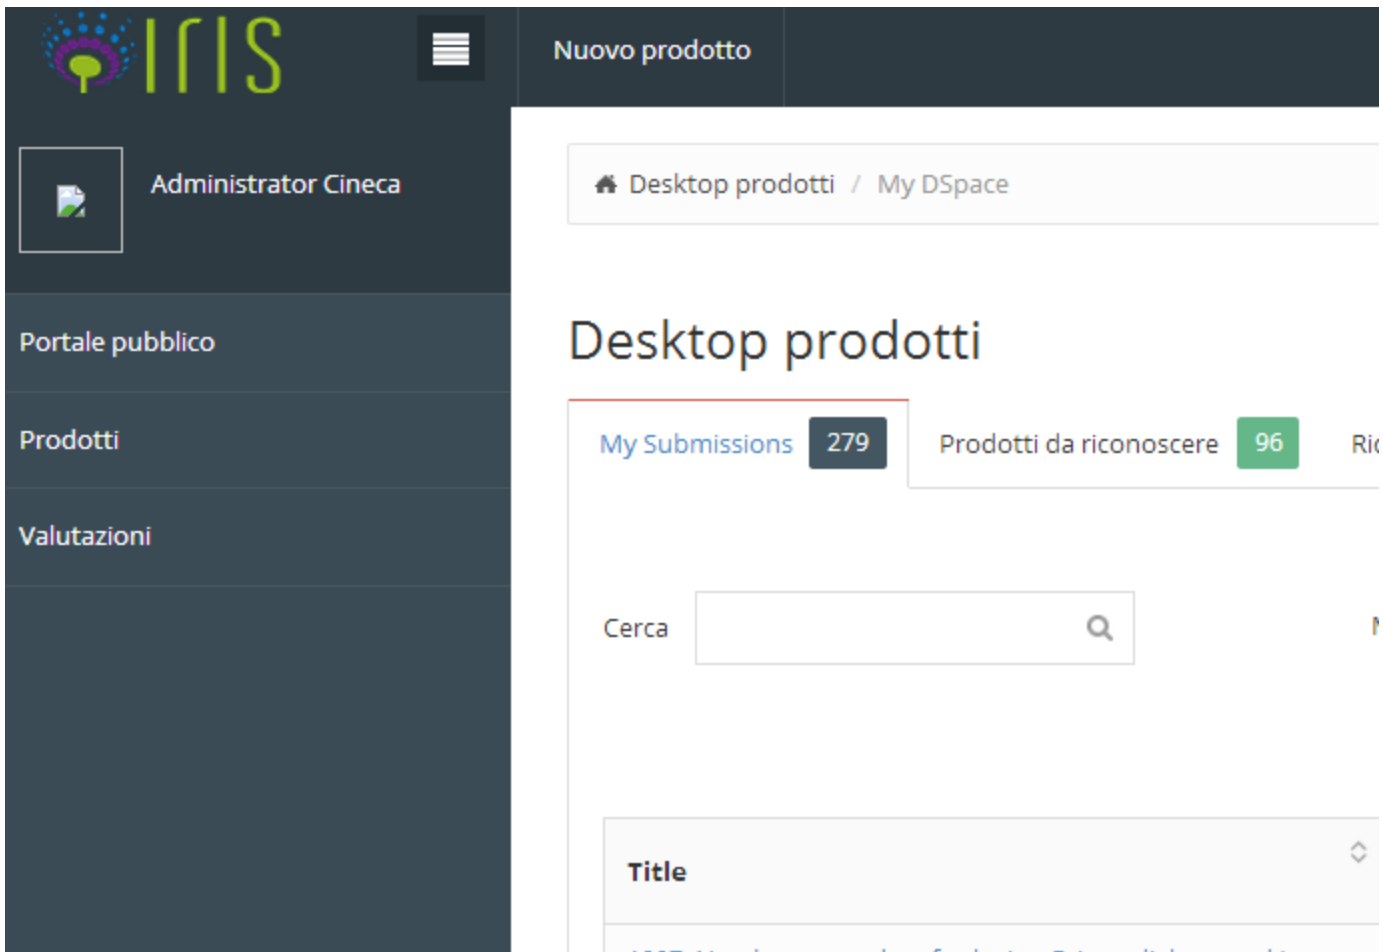 IRIS
Nuovo prodotto
Administrator Cineca
Desktop prodotti / My DSpace
Portale pubblico
Prodotti
Valutazioni
Desktop prodotti
My Submissions 279 Prodotti da riconoscere 96
Cerca
Title